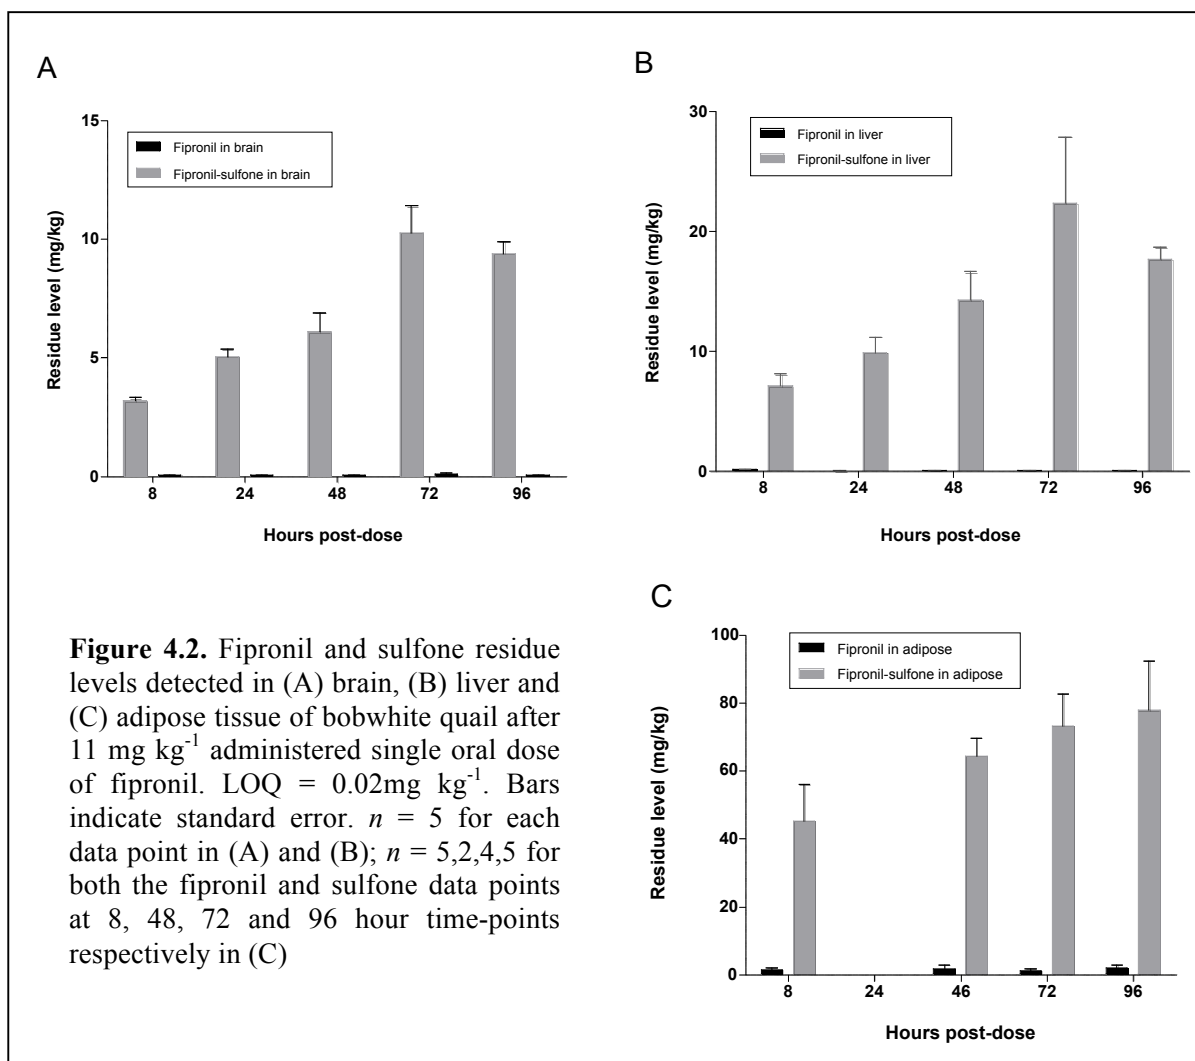 A
15
10
5
0
Residue level (mg/kg)
Fipronil in brain
Fipronil-sulfone in brain
8 24 48 72 96
Hours post-dose
B
30
20
10
0
Residue level (mg/kg)
Fipronil in liver
Fipronil-sulfone in liver
8 24 48 72 96
Hours post-dose
Figure 4.2. Fipronil and sulfone residue
levels detected in (A) brain, (B) liver and
(C) adipose tissue of bobwhite quail after
11 mg kg⁻¹ administered single oral dose
of fipronil. LOQ = 0.02mg kg⁻¹. Bars
indicate standard error. n = 5 for each
data point in (A) and (B); n = 5,2,4,5 for
both the fipronil and sulfone data points
at 8, 48, 72 and 96 hour time-points
respectively in (C)
C
100
80
60
40
20
0
Residue level (mg/kg)
Fipronil in adipose
Fipronil-sulfone in adipose
8 24 46 72 96
Hours post-dose